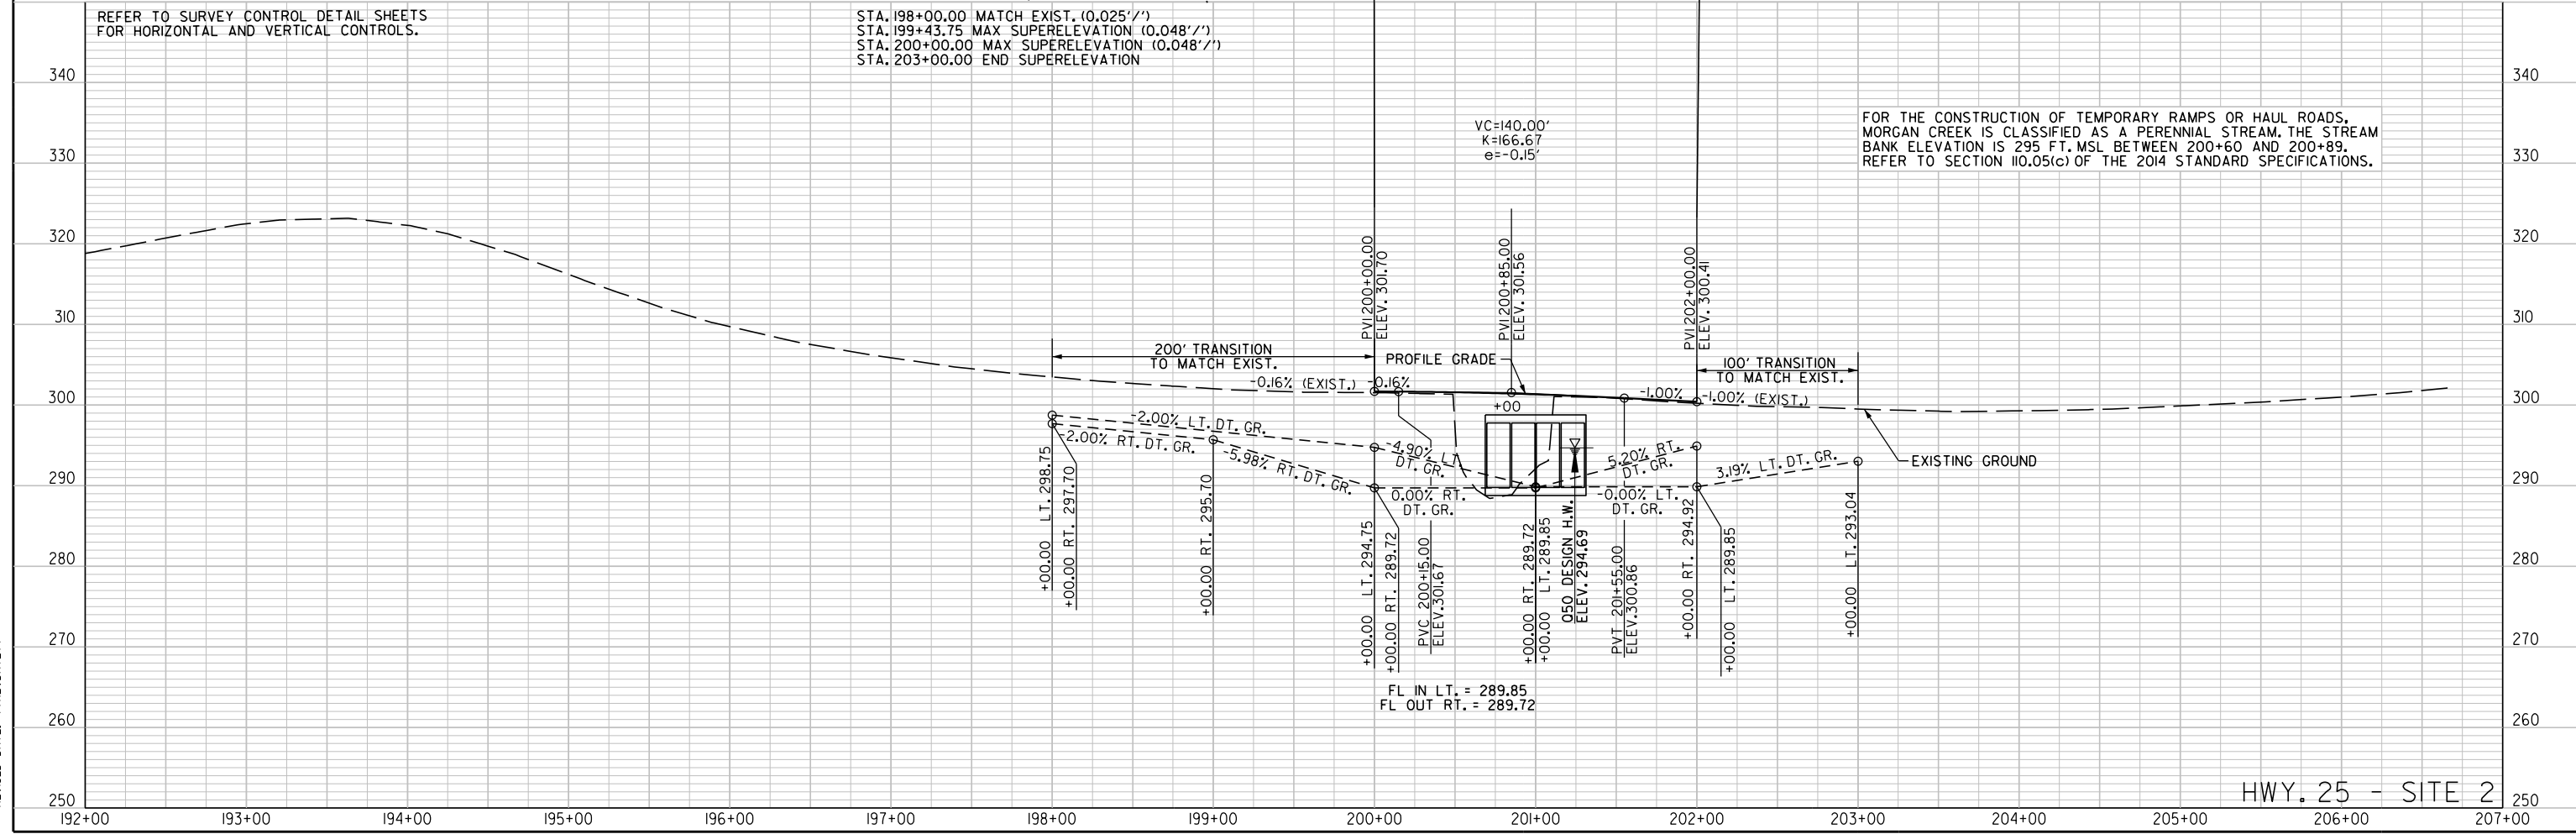 REFER TO SURVEY CONTROL DETAIL SHEETS
FOR HORIZONTAL AND VERTICAL CONTROLS.
STA. 198+00.00 MATCH EXIST. (0.025'/')
STA. 199+43.75 MAX SUPERELEVATION (0.048'/')
STA. 200+00.00 MAX SUPERELEVATION (0.048'/')
STA. 203+00.00 END SUPERELEVATION
FOR THE CONSTRUCTION OF TEMPORARY RAMPS OR HAUL ROADS,
MORGAN CREEK IS CLASSIFIED AS A PERENNIAL STREAM. THE STREAM
BANK ELEVATION IS 295 FT. MSL BETWEEN 200+60 AND 200+89.
REFER TO SECTION 110.05(c) OF THE 2014 STANDARD SPECIFICATIONS.
VC=140.00'
K=166.67
e=-0.15'
340
340
330
330
320
320
310
310
300
300
290
290
280
280
270
270
260
260
250
250
PVI 200+00.00
ELEV. 301.70
PVI 200+85.00
ELEV. 301.56
PVI 202+00.00
ELEV. 300.41
200' TRANSITION
TO MATCH EXIST.
PROFILE GRADE
100' TRANSITION
TO MATCH EXIST.
-0.16% (EXIST.)
-0.16%
-1.00%
-1.00% (EXIST.)
+00
-2.00% LT. DT. GR.
-2.00% RT. DT. GR.
-5.98% RT. DT. GR.
-4.90% LT.
DT. GR.
0.00% RT.
DT. GR.
5.20% RT.
DT. GR.
-0.00% LT.
DT. GR.
3.19% LT. DT. GR.
EXISTING GROUND
+00.00 LT. 298.75
+00.00 RT. 297.70
+00.00 RT. 295.70
+00.00 LT. 294.75
+00.00 RT. 289.72
PVC 200+15.00
ELEV.301.67
+00.00 RT. 289.72
+00.00 LT. 289.85
Q50 DESIGN H.W.
ELEV. 294.69
PVT 201+55.00
ELEV.300.86
+00.00 RT. 294.92
+00.00 LT. 289.85
+00.00 LT. 293.04
FL IN LT. = 289.85
FL OUT RT. = 289.72
HWY. 25 - SITE 2
192+00
193+00
194+00
195+00
196+00
197+00
198+00
199+00
200+00
201+00
202+00
203+00
204+00
205+00
206+00
207+00